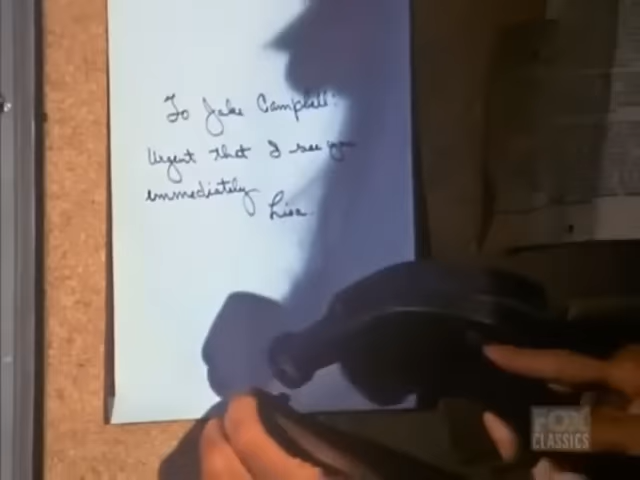 To Jake Campbell:
Urgent that I see you
immediately
Lisa
FOX
CLASSICS